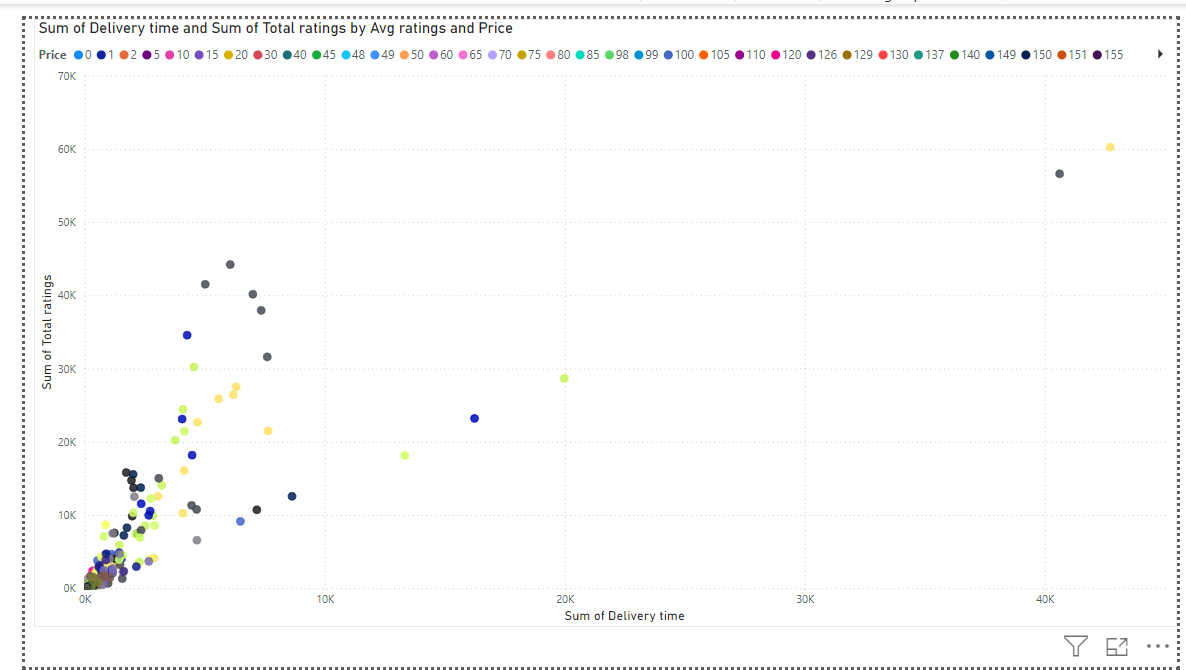 Sum of Delivery time and Sum of Total ratings by Avg ratings and Price
Price 0 1 2 5 10 15 20 30 40 45 48 49 50 60 65 70 75 80 85 98 99 100 105 110 120 126 129 130 137 140 149 150 151 155
70K
60K
50K
40K
30K
20K
10K
0K
Sum of Total ratings
0K 10K 20K 30K 40K
Sum of Delivery time